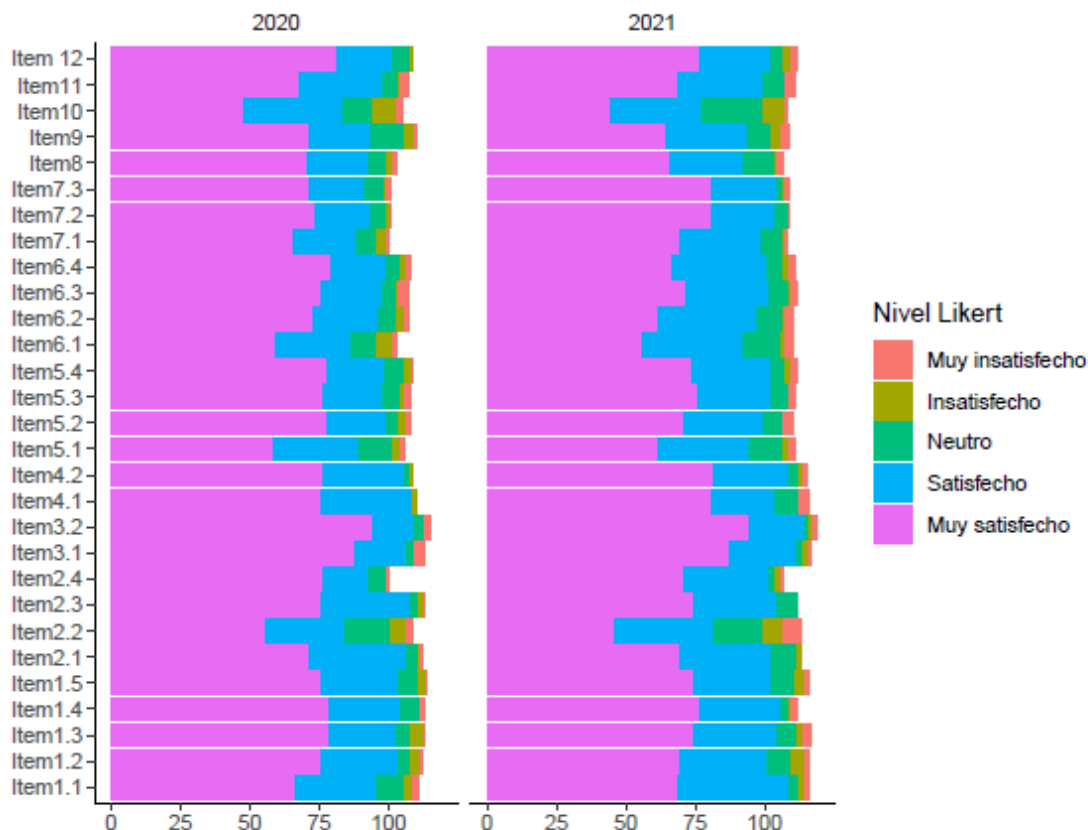 2020
2021
Item 12
Item11
Item10
Item9
Item8
Item7.3
Item7.2
Item7.1
Item6.4
Item6.3
Item6.2
Item6.1
Item5.4
Item5.3
Item5.2
Item5.1
Item4.2
Item4.1
Item3.2
Item3.1
Item2.4
Item2.3
Item2.2
Item2.1
Item1.5
Item1.4
Item1.3
Item1.2
Item1.1
0 25 50 75 100
0 25 50 75 100
Nivel Likert
Muy insatisfecho
Insatisfecho
Neutro
Satisfecho
Muy satisfecho